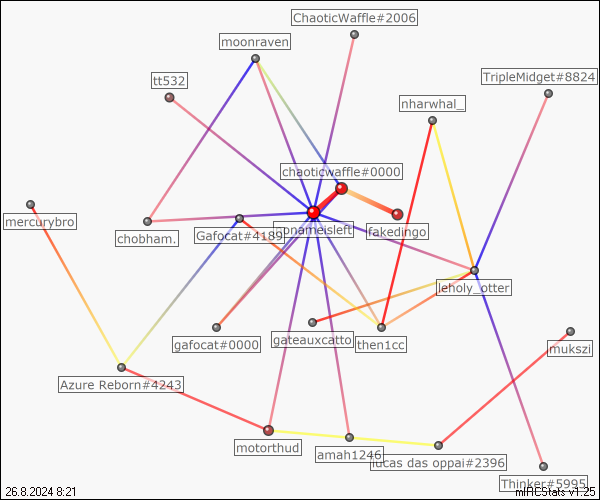 ChaoticWaffle#2006
moonraven
tt532
TripleMidget#8824
nharwhal_
chaoticwaffle#0000
mercurybro
chobham.
Gafocat#4189
nonameisleft
fakedingo
leholy_otter
gafocat#0000
gateauxcatto
then1cc
mukszi
Azure Reborn#4243
motorthud
amah1246
lucas das oppai#2396
Thinker#5995
26.8.2024 8:21
mIRCStats v1.25